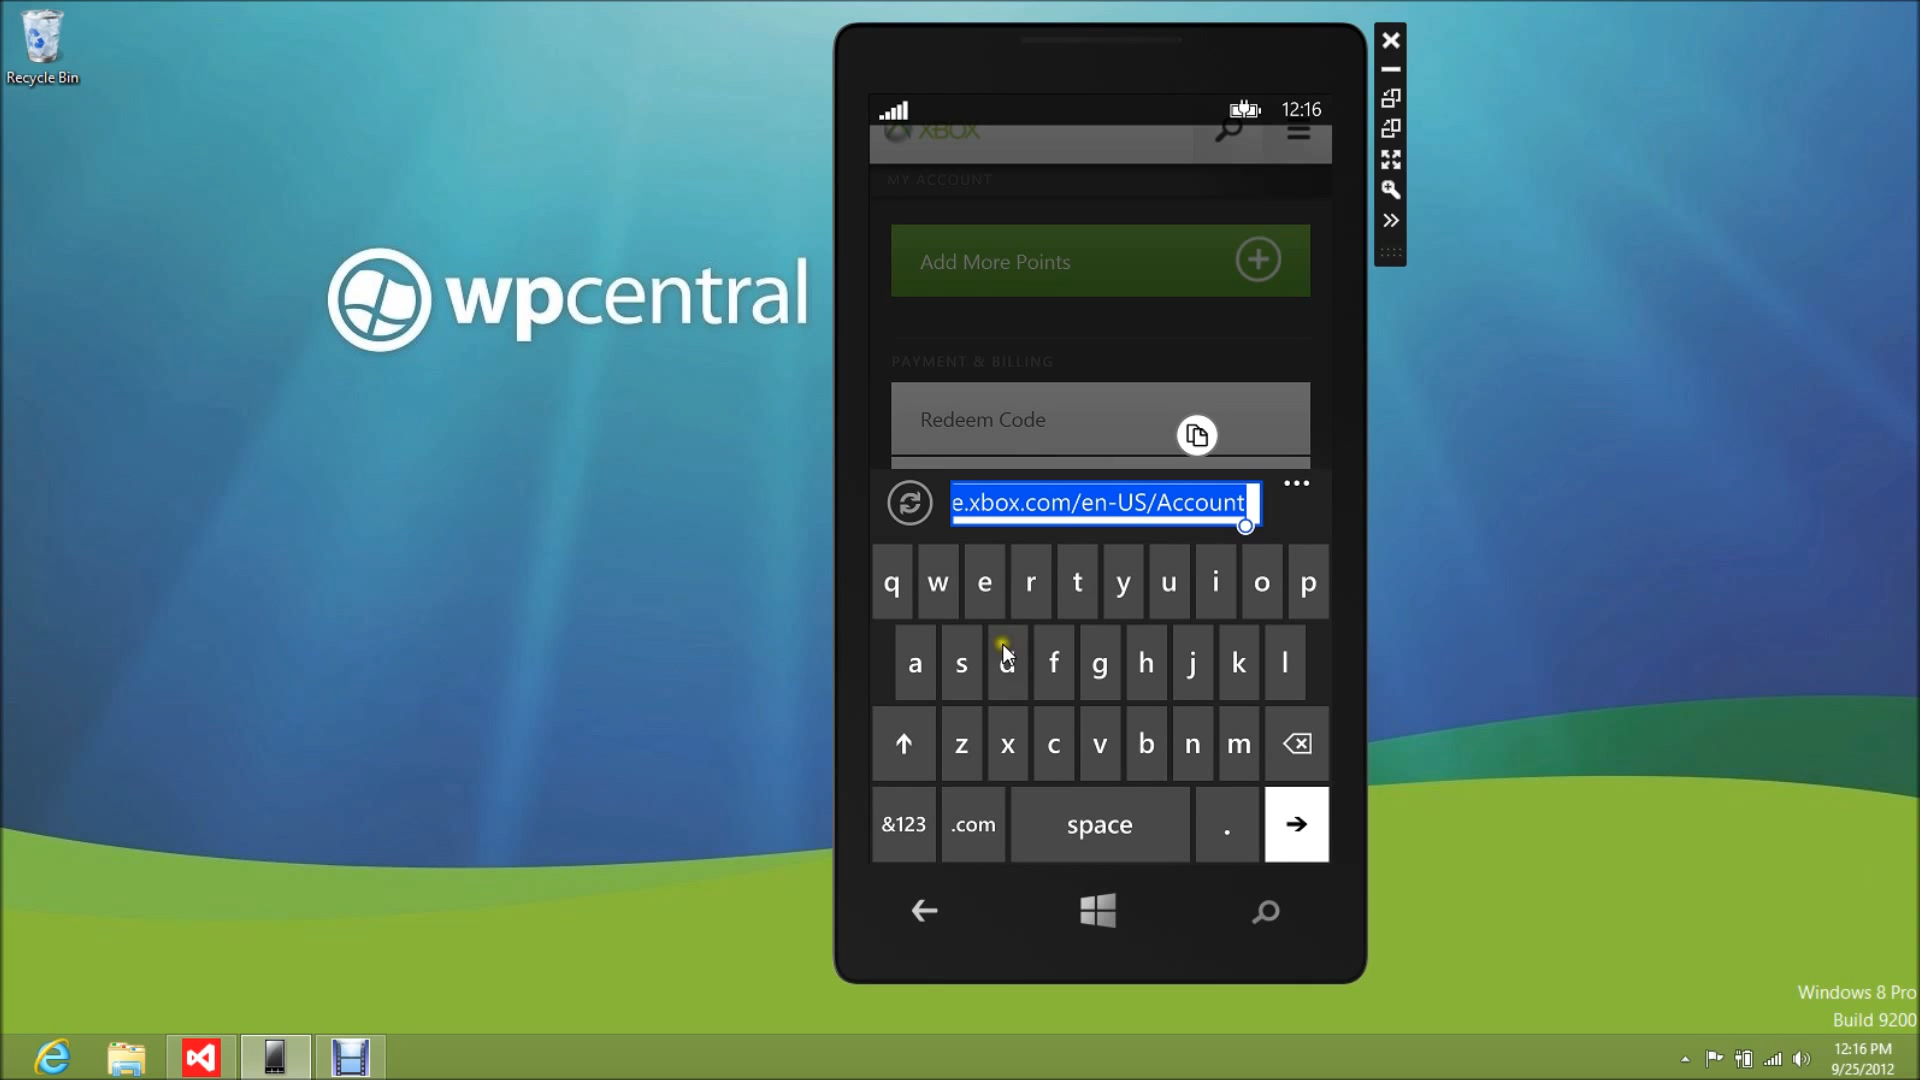 Recycle Bin
wpcentral
12:16
XBOX
MY ACCOUNT
Add More Points
PAYMENT & BILLING
Redeem Code
e.xbox.com/en-US/Account
q w e r t y u i o p
a s d f g h j k l
z x c v b n m
&123 .com space .
Windows 8 Pro
Build 9200
12:16 PM
9/25/2012